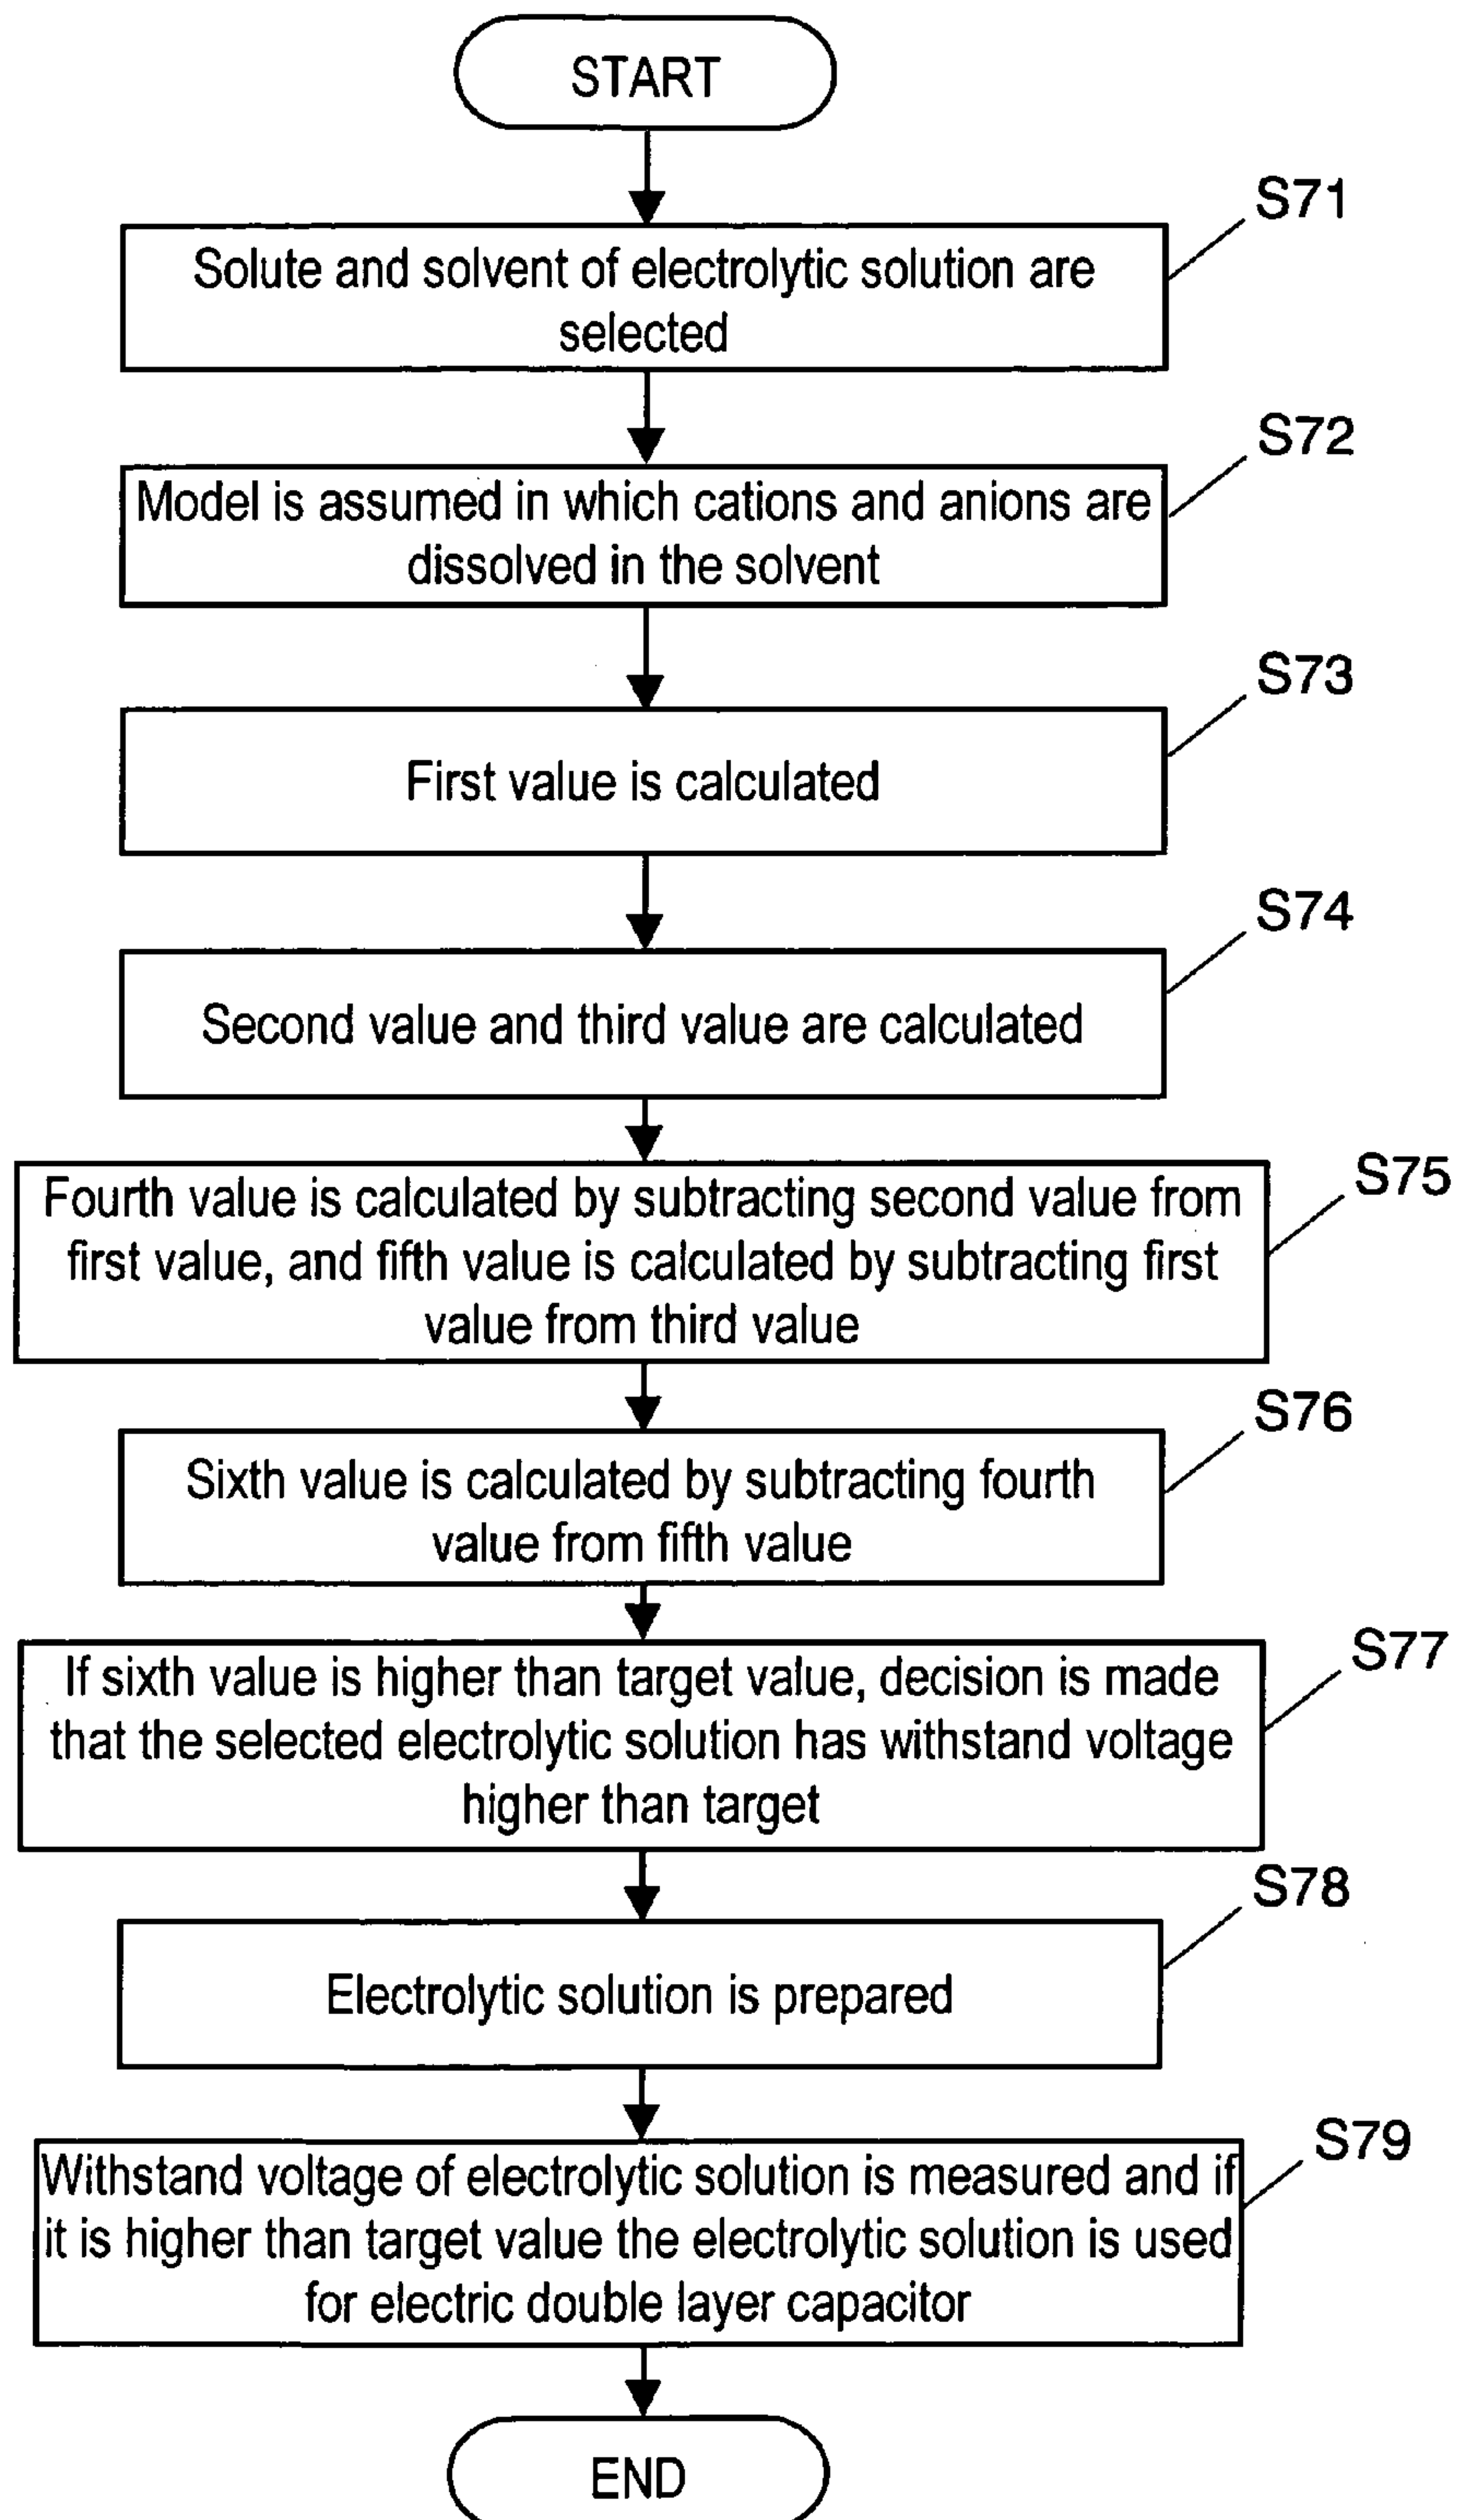 START
S71
Solute and solvent of electrolytic solution are
selected
S72
Model is assumed in which cations and anions are
dissolved in the solvent
S73
First value is calculated
S74
Second value and third value are calculated
S75
Fourth value is calculated by subtracting second value from
first value, and fifth value is calculated by subtracting first
value from third value
S76
Sixth value is calculated by subtracting fourth
value from fifth value
S77
If sixth value is higher than target value, decision is made
that the selected electrolytic solution has withstand voltage
higher than target
S78
Electrolytic solution is prepared
S79
Withstand voltage of electrolytic solution is measured and if
it is higher than target value the electrolytic solution is used
for electric double layer capacitor
END